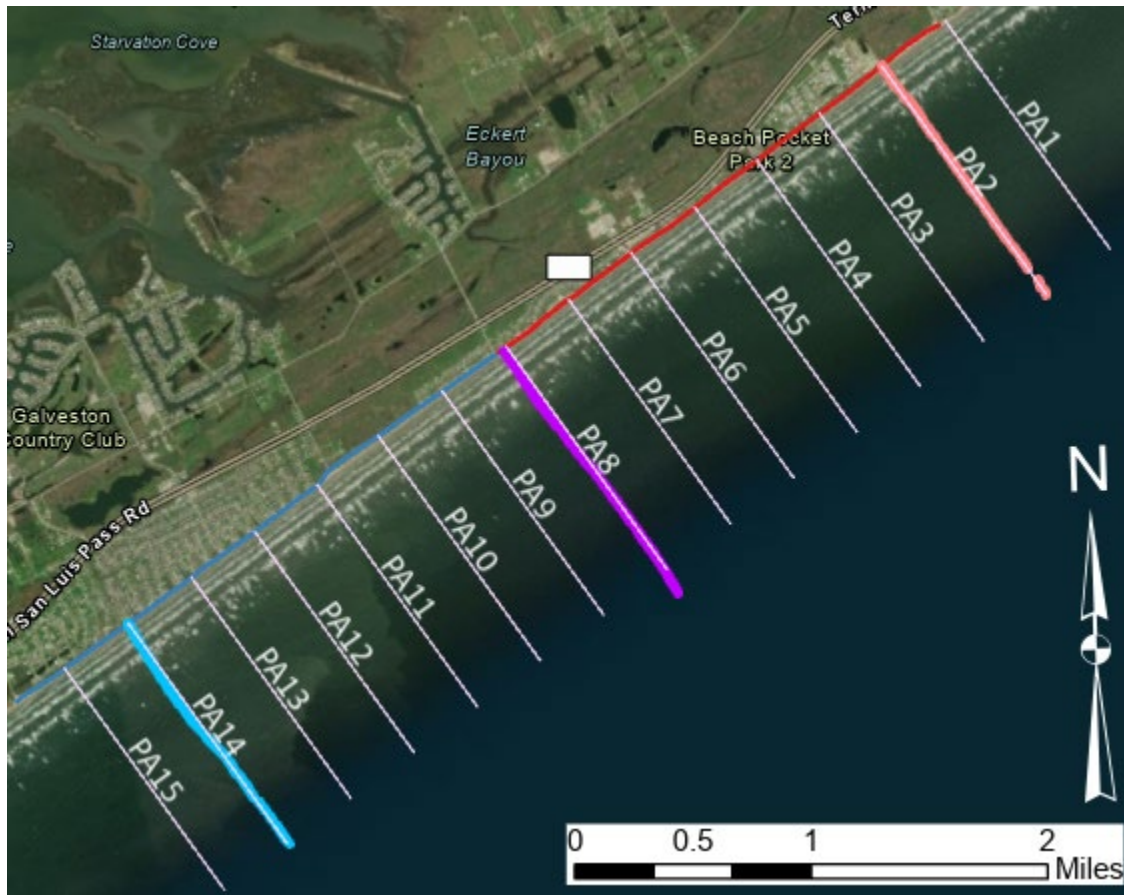 Starvation Cove
Tern
Eckert
Bayou
Beach Pocket
Park 2
PA1
PA2
PA3
PA4
PA5
PA6
PA7
PA8
PA9
PA10
PA11
PA12
PA13
PA14
PA15
Galveston
Country Club
San Luis Pass Rd
N
0 0.5 1 2
Miles